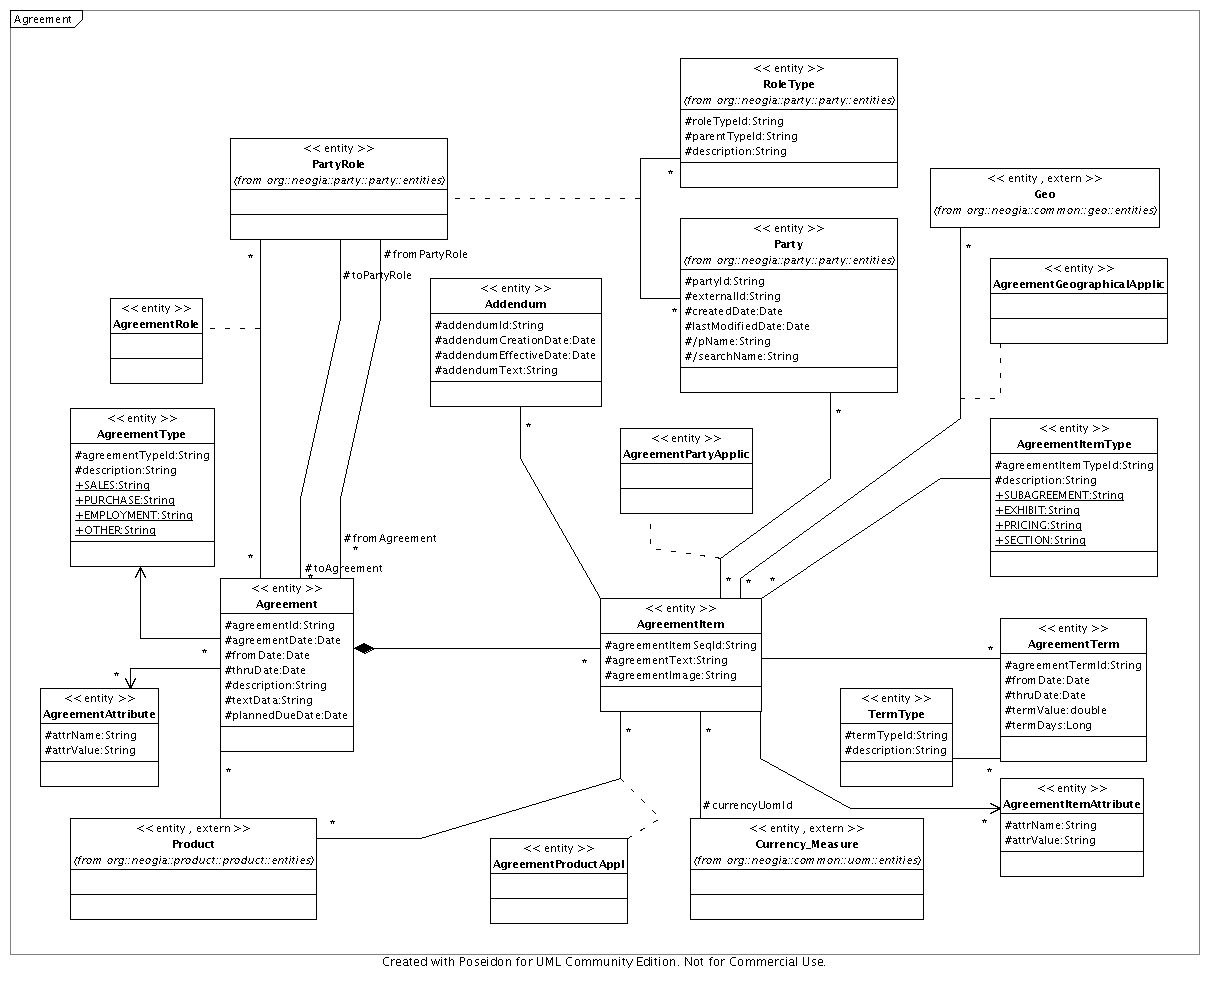 Agreement
<< entity >>
RoleType
(from org::neogia::party::party::entities)
#roleTypeId:String
#parentTypeId:String
#description:String
*
<< entity >>
PartyRole
(from org::neogia::party::party::entities)
*
#fromPartyRole
#toPartyRole
<< entity , extern >>
Geo
(from org::neogia::common::geo::entities)
*
<< entity >>
Party
(from org::neogia::party::party::entities)
#partyId:String
#externalId:String
#createdDate:Date
#lastModifiedDate:Date
#/pName:String
#/searchName:String
*
*
<< entity >>
AgreementGeographicalApplic
<< entity >>
Addendum
#addendumId:String
#addendumCreationDate:Date
#addendumEffectiveDate:Date
#addendumText:String
*
<< entity >>
AgreementRole
<< entity >>
AgreementType
#agreementTypeId:String
#description:String
+SALES:String
+PURCHASE:String
+EMPLOYMENT:String
+OTHER:String
<< entity >>
AgreementPartyApplic
<< entity >>
AgreementItemType
#agreementItemTypeId:String
#description:String
+SUBAGREEMENT:String
+EXHIBIT:String
+PRICING:String
+SECTION:String
#fromAgreement
*
*
#toAgreement
*
* * *
<< entity >>
Agreement
#agreementId:String
#agreementDate:Date
#fromDate:Date
#thruDate:Date
#description:String
#textData:String
#plannedDueDate:Date
*
*
*
*
<< entity >>
AgreementItem
#agreementItemSeqId:String
#agreementText:String
#agreementImage:String
*
*
*
<< entity >>
AgreementTerm
#agreementTermId:String
#fromDate:Date
#thruDate:Date
#termValue:double
#termDays:Long
<< entity >>
AgreementAttribute
#attrName:String
#attrValue:String
<< entity >>
TermType
#termTypeId:String
#description:String
*
<< entity >>
AgreementItemAttribute
#attrName:String
#attrValue:String
*
#currencyUomId
*
<< entity , extern >>
Product
(from org::neogia::product::product::entities)
<< entity >>
AgreementProductAppl
<< entity , extern >>
Currency_Measure
(from org::neogia::common::uom::entities)
Created with Poseidon for UML Community Edition. Not for Commercial Use.